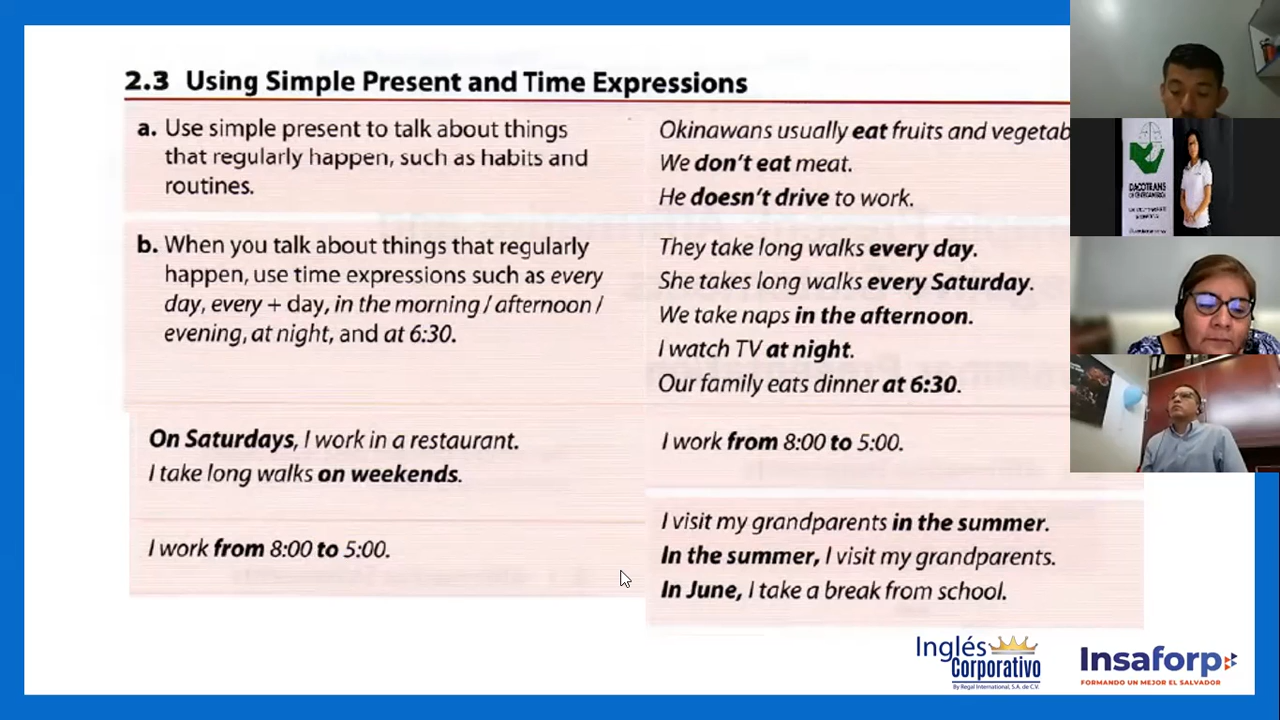 2.3 Using Simple Present and Time Expressions
a. Use simple present to talk about things
that regularly happen, such as habits and
routines.
Okinawans usually eat fruits and vegetab
We don't eat meat.
He doesn't drive to work.
b. When you talk about things that regularly
happen, use time expressions such as every
day, every + day, in the morning / afternoon /
evening, at night, and at 6:30.
They take long walks every day.
She takes long walks every Saturday.
We take naps in the afternoon.
I watch TV at night.
Our family eats dinner at 6:30.
On Saturdays, I work in a restaurant.
I take long walks on weekends.
I work from 8:00 to 5:00.
I work from 8:00 to 5:00.
I visit my grandparents in the summer.
In the summer, I visit my grandparents.
In June, I take a break from school.
DACOTRANS
Inglés
Corporativo
By Regal International, S.A. de C.V.
Insaforp
FORMANDO UN MEJOR EL SALVADOR